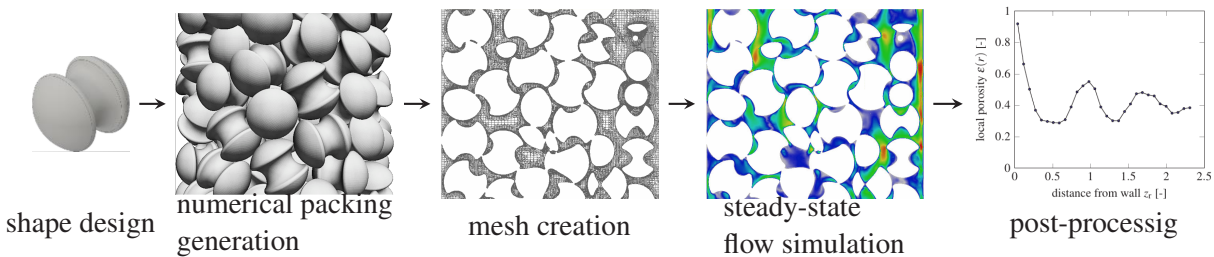 shape design
numerical packing
generation
mesh creation
steady-state
flow simulation
1
0.8
0.6
0.4
0.2
0
local porosity ε(r) [-]
0 0.5 1 1.5 2 2.5
distance from wall z_r [-]
post-processig